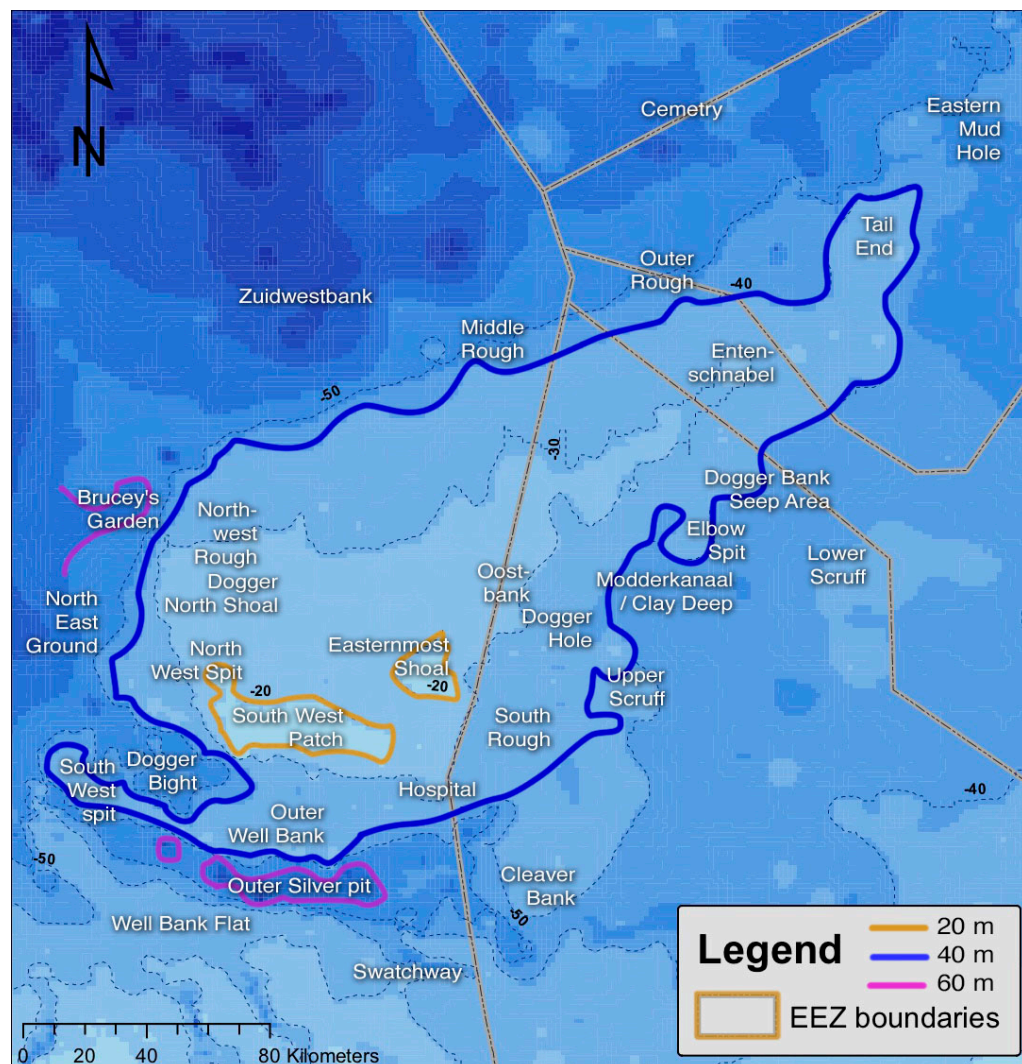 N
Cemetry
Eastern
Mud
Hole
Tail
End
Outer
Rough
-40
Zuidwestbank
Middle
Rough
Enten-
schnabel
-50
-30
Brucey's
Garden
North-
west
Rough
Dogger
North Shoal
Dogger Bank
Seep Area
Elbow
Spit
Lower
Scruff
Oost-
bank
Modderkanaal
/ Clay Deep
North
East
Ground
Dogger
Hole
North
West Spit
Easternmost
Shoal
-20
-20
Upper
Scruff
South West
Patch
South
Rough
South
West
spit
Dogger
Bight
Hospital
-40
Outer
Well Bank
-50
Outer Silver pit
Cleaver
Bank
-50
Well Bank Flat
Swatchway
Legend
20 m
40 m
60 m
EEZ boundaries
0 20 40 80 Kilometers